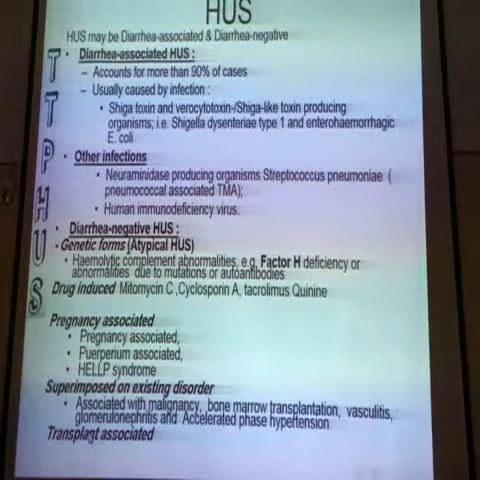 HUS
HUS may be Diarrhea-associated & Diarrhea-negative
TTPHUS
• Diarrhea-associated HUS :
– Accounts for more than 90% of cases
– Usually caused by infection :
• Shiga toxin and verocytotoxin-/Shiga-like toxin producing
organisms; i.e. Shigella dysenteriae type 1 and enterohaemorrhagic
E. coli
• Other infections
• Neuraminidase producing organisms Streptococcus pneumoniae (
pneumococcal associated TMA);
• Human immunodeficiency virus.
• Diarrhea-negative HUS :
- Genetic forms (Atypical HUS)
• Haemolytic complement abnormalities, e.g, Factor H deficiency or
abnormalities due to mutations or autoantibodies
Drug induced Mitomycin C ,Cyclosporin A, tacrolimus Quinine
Pregnancy associated
• Pregnancy associated,
• Puerperium associated,
• HELLP syndrome
Superimposed on existing disorder
• Associated with malignancy, bone marrow transplantation, vasculitis,
glomerulonephritis and Accelerated phase hypertension
Transplant associated